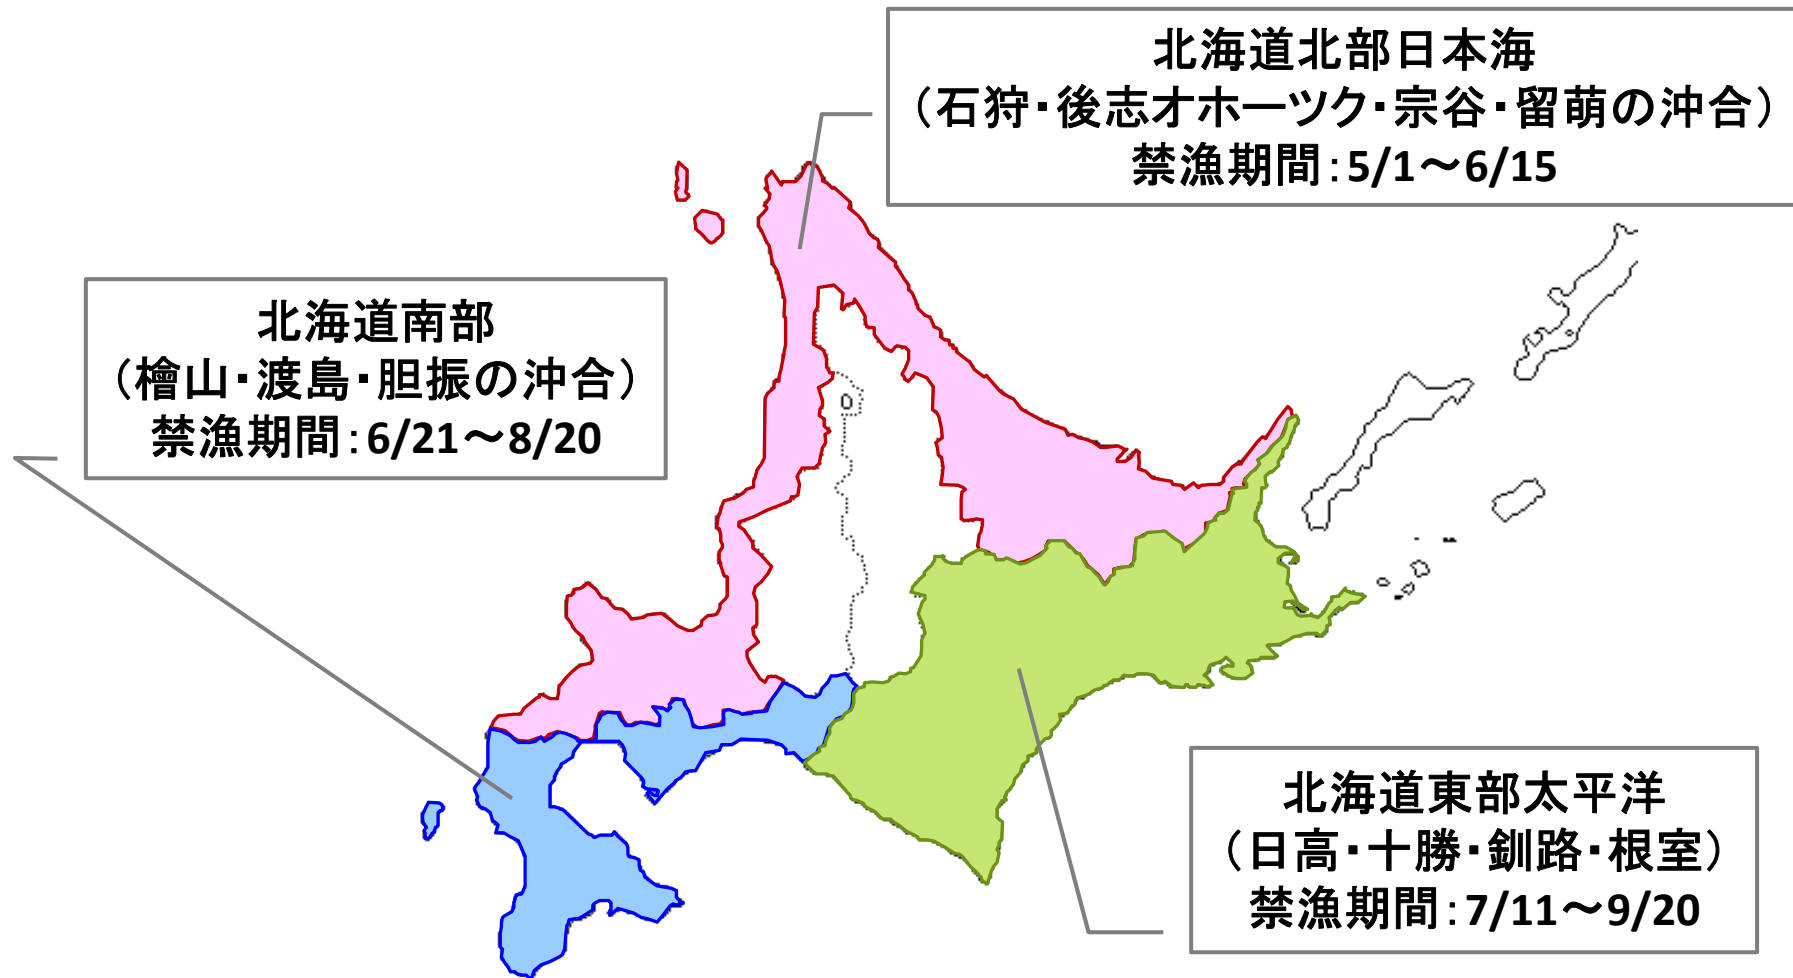 北海道北部日本海
（石狩・後志オホーツク・宗谷・留萌の沖合）
禁漁期間：5/1～6/15
北海道南部
（檜山・渡島・胆振の沖合）
禁漁期間：6/21～8/20
北海道東部太平洋
（日高・十勝・釧路・根室）
禁漁期間：7/11～9/20